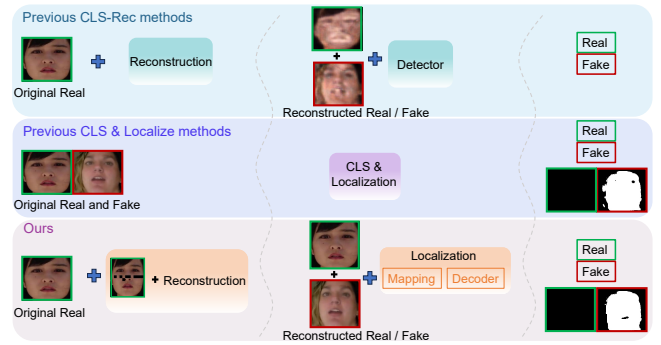 Previous CLS-Rec methods
Original Real
Reconstruction
Reconstructed Real / Fake
Detector
Real
Fake
Previous CLS & Localize methods
Original Real and Fake
CLS &
Localization
Real
Fake
Ours
Original Real
+ Reconstruction
Reconstructed Real / Fake
Localization
Mapping Decoder
Real
Fake